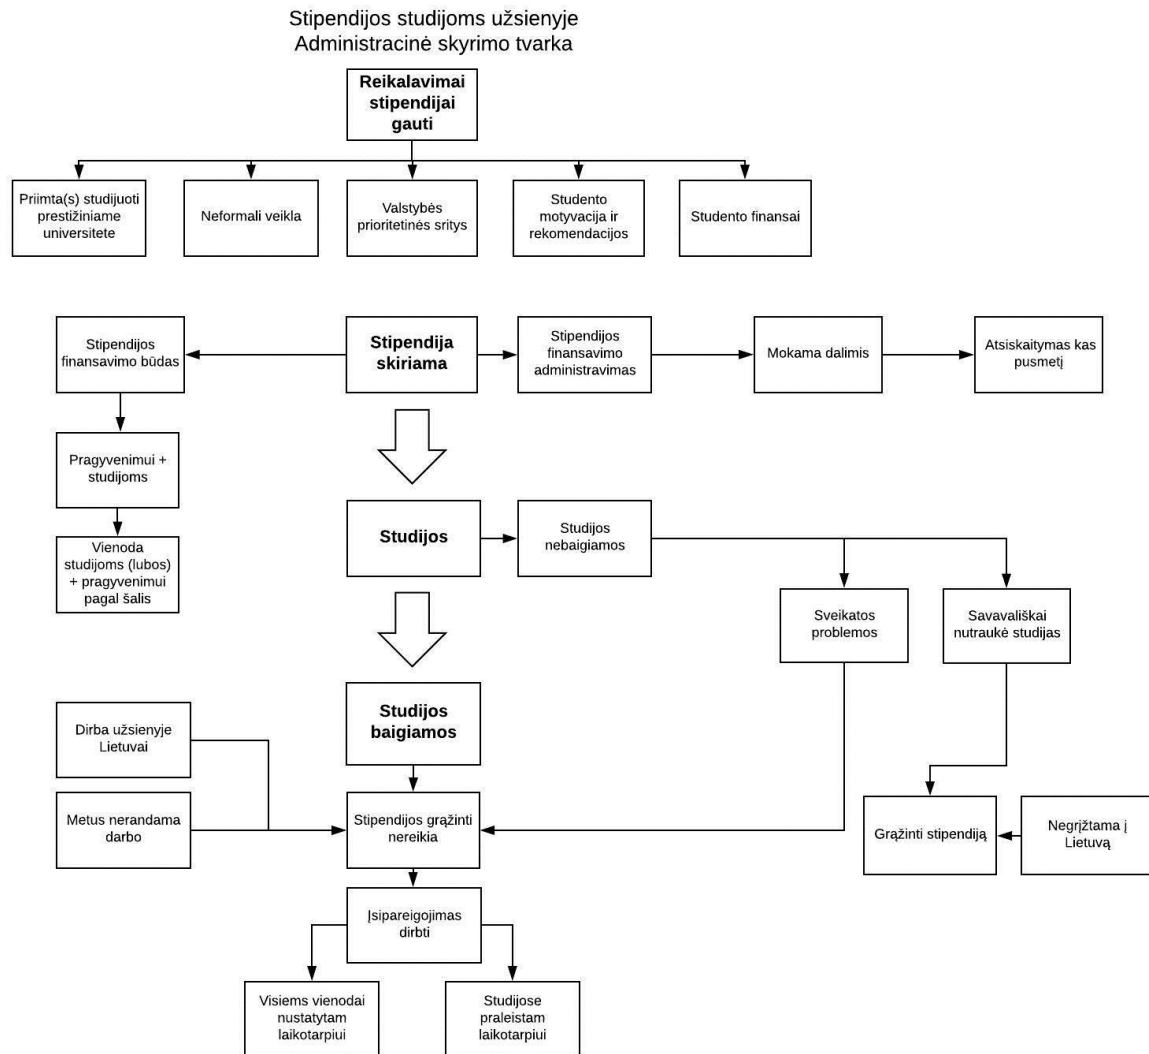 Stipendijos studijoms užsienyje
Administracinė skyrimo tvarka
Reikalavimai
stipendijai
gauti
Priimta(s) studijuoti
prestižiniame
universitete
Neformali veikla
Valstybės
prioritetinės sritys
Studento
motyvacija ir
rekomendacijos
Studento finansai
Stipendijos
finansavimo būdas
Stipendija
skiriama
Stipendijos
finansavimo
administravimas
Mokama dalimis
Atsiskaitymas kas
pusmetį
Pragyvenimui +
studijoms
Vienoda
studijoms (lubos)
+ pragyvenimui
pagal šalis
Studijos
Studijos
nebaigiamos
Sveikatos
problemos
Savavališkai
nutraukė studijas
Studijos
baigiamos
Dirba užsienyje
Lietuvai
Metus nerandama
darbo
Stipendijos grąžinti
nereikia
Grąžinti stipendiją
Negrįžtama į
Lietuvą
Įsipareigojimas
dirbti
Visiems vienodai
nustatytam
laikotarpiui
Studijose
praleistam
laikotarpiui